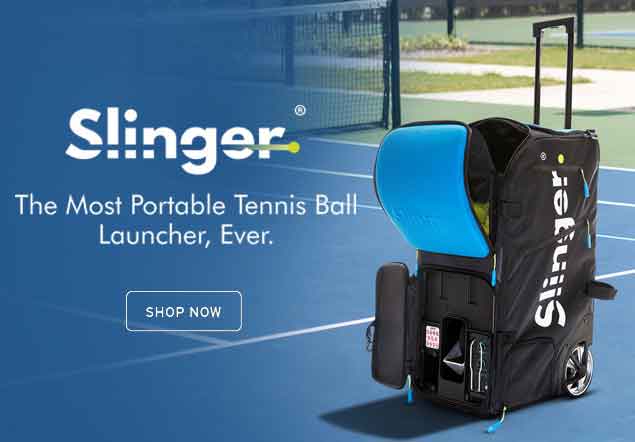 Slinger®
The Most Portable Tennis Ball
Launcher, Ever.
SHOP NOW
Slinger®